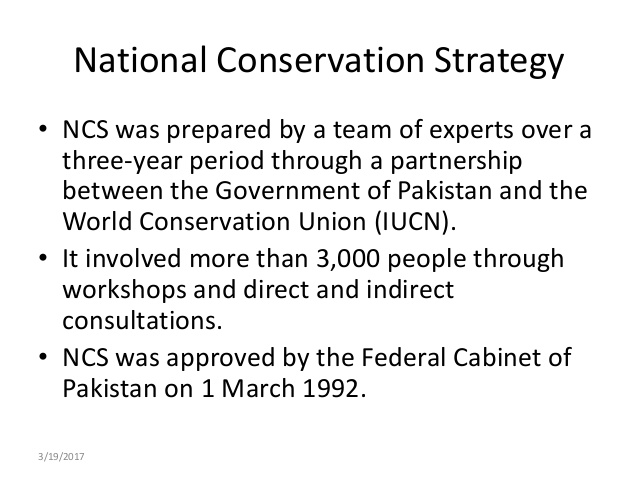 National Conservation Strategy
• NCS was prepared by a team of experts over a
three-year period through a partnership
between the Government of Pakistan and the
World Conservation Union (IUCN).
• It involved more than 3,000 people through
workshops and direct and indirect
consultations.
• NCS was approved by the Federal Cabinet of
Pakistan on 1 March 1992.
3/19/2017